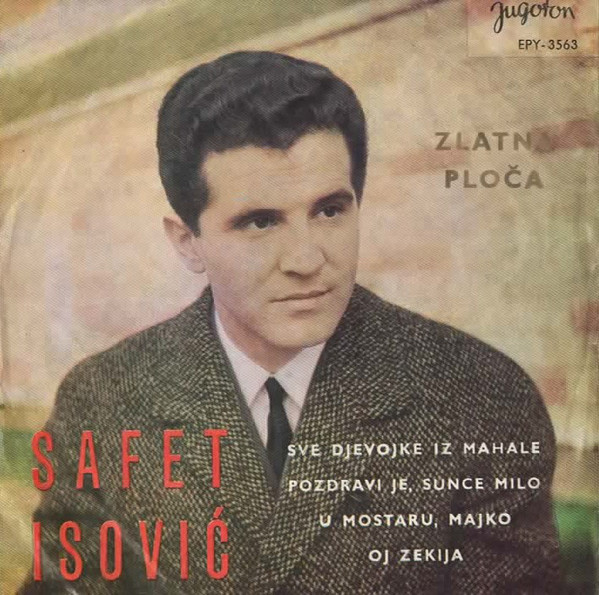 Jugoton
EPY-3563
ZLATNA
PLOČA
SAFET
ISOVIĆ
SVE DJEVOJKE IZ MAHALE
POZDRAVI JE, SUNCE MILO
U MOSTARU, MAJKO
OJ ZEKIJA